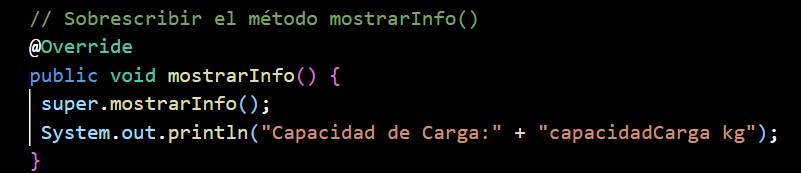 // Sobrescribir el método mostrarInfo()
@Override
public void mostrarInfo() {
super.mostrarInfo();
System.out.println("Capacidad de Carga:" + "capacidadCarga kg");
}